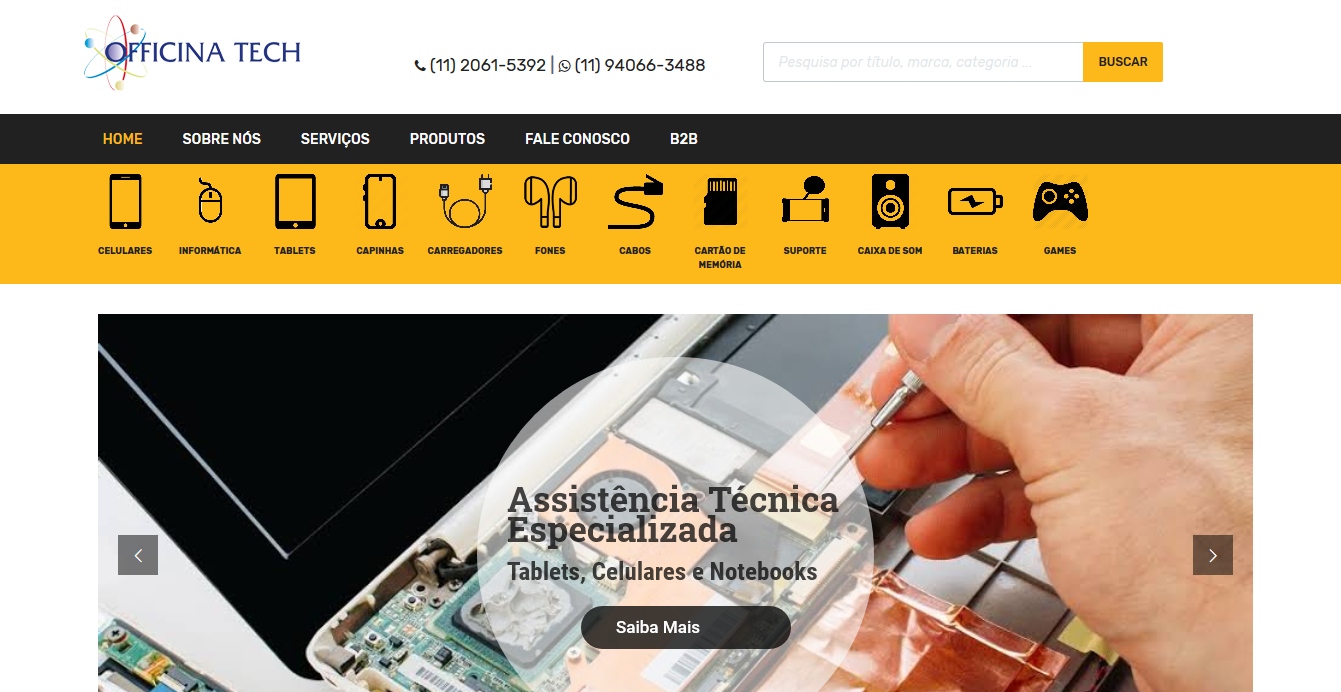 OFFICINA TECH
(11) 2061-5392 | (11) 94066-3488
Pesquisa por título, marca, categoria ...
BUSCAR
HOME SOBRE NÓS SERVIÇOS PRODUTOS FALE CONOSCO B2B
CELULARES INFORMÁTICA TABLETS CAPINHAS CARREGADORES FONES CABOS CARTÃO DE MEMÓRIA SUPORTE CAIXA DE SOM BATERIAS GAMES
Assistência Técnica
Especializada
Tablets, Celulares e Notebooks
Saiba Mais